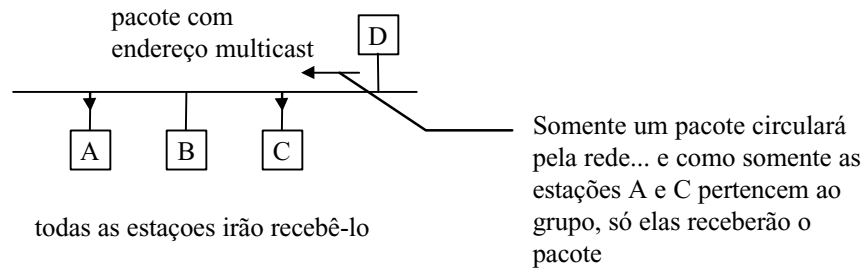 pacote com
endereço multicast
D
A
B
C
Somente um pacote circulará
pela rede... e como somente as
estações A e C pertencem ao
grupo, só elas receberão o
pacote
todas as estaçoes irão recebê-lo